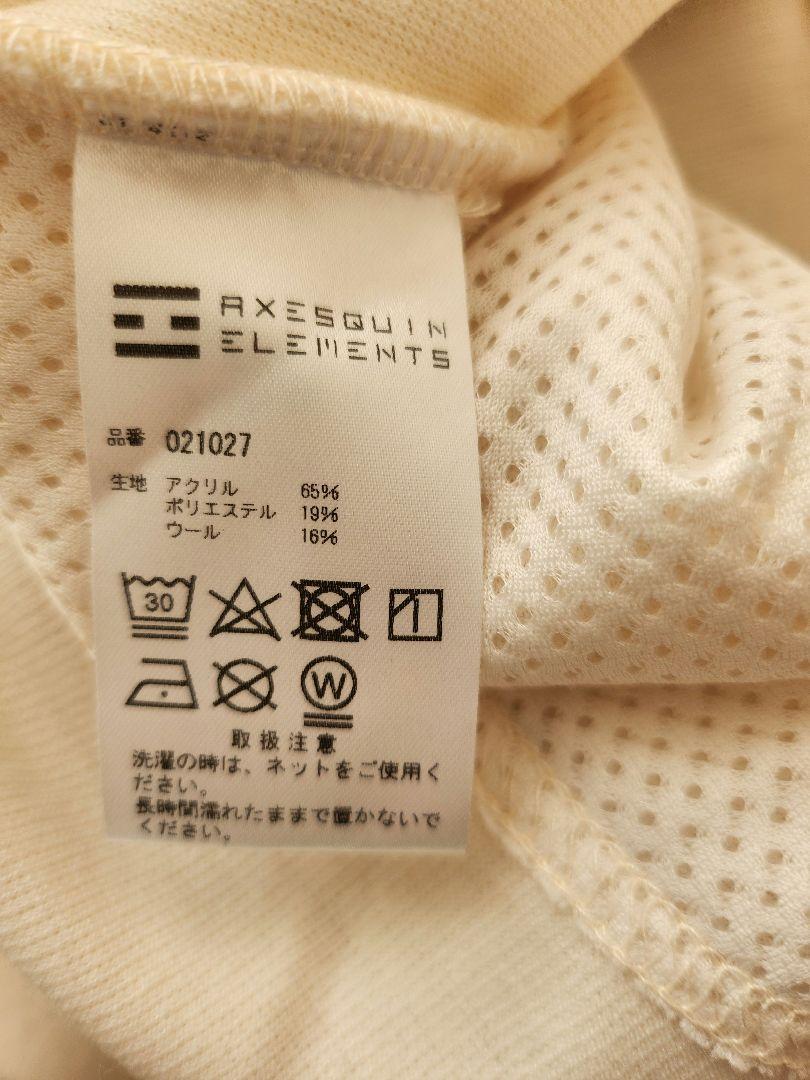 AXESQUIN
ELEMENTS
品番 021027
生地 アクリル 65%
ポリエステル 19%
ウール 16%
30
W
取扱注意
洗濯の時は、ネットをご使用く
ださい。
長時間濡れたままで置かないで
ください。